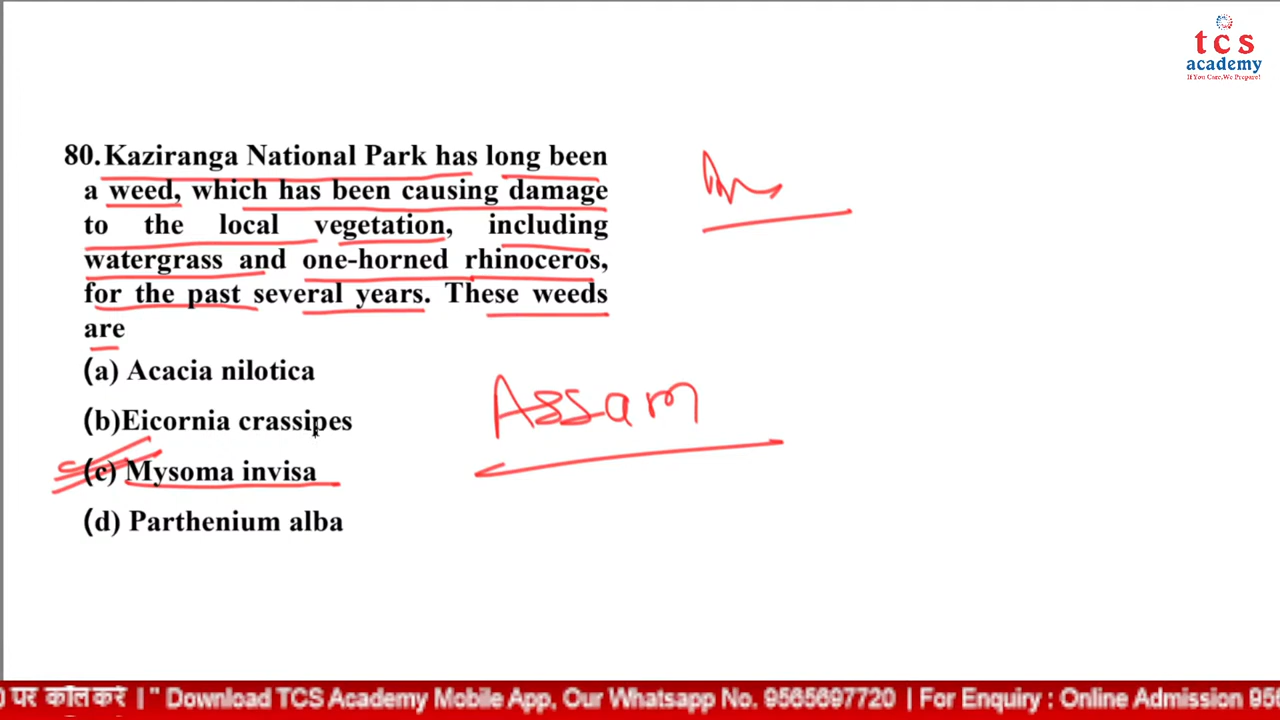 tcs
academy
If You Care, We Prepare!
80. Kaziranga National Park has long been
a weed, which has been causing damage
to the local vegetation, including
watergrass and one-horned rhinoceros,
for the past several years. These weeds
are
(a) Acacia nilotica
(b)Eicornia crassipes
Assam
(c) Mysoma invisa
(d) Parthenium alba
0 पर कॉल करें | " Download TCS Academy Mobile App, Our Whatsapp No. 9565697720 | For Enquiry : Online Admission 956